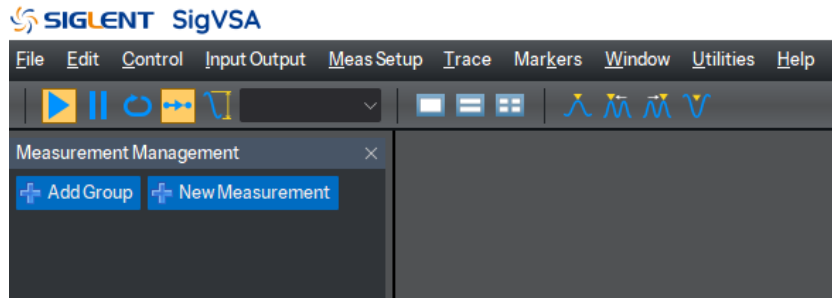 SIGLENT SigVSA
File Edit Control Input Output Meas Setup Trace Markers Window Utilities Help
Measurement Management
Add Group New Measurement